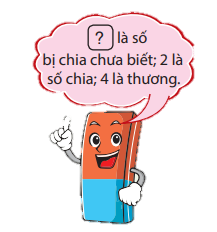 ? là số
bị chia chưa biết; 2 là
số chia; 4 là thương.